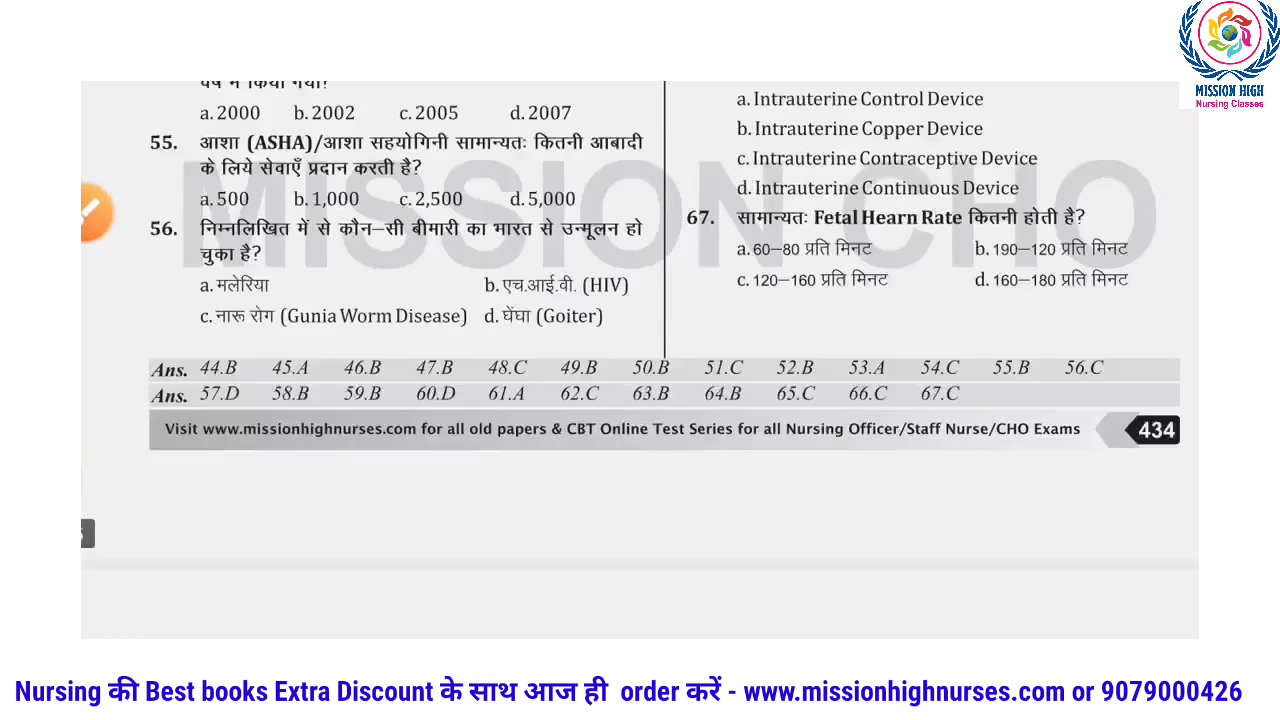 MISSION HIGH
Nursing Classes
वर्ष में किया गया?
a. 2000 b. 2002 c. 2005 d. 2007
55. आशा (ASHA)/आशा सहयोगिनी सामान्यतः कितनी आबादी
के लिये सेवाएँ प्रदान करती है?
a. 500 b. 1,000 c. 2,500 d. 5,000
56. निम्नलिखित में से कौन–सी बीमारी का भारत से उन्मूलन हो
चुका है?
a. मलेरिया b. एच.आई.वी. (HIV)
c. नारू रोग (Gunia Worm Disease) d. घेंघा (Goiter)
a. Intrauterine Control Device
b. Intrauterine Copper Device
c. Intrauterine Contraceptive Device
d. Intrauterine Continuous Device
67. सामान्यतः Fetal Hearn Rate कितनी होती है?
a. 60–80 प्रति मिनट b. 190–120 प्रति मिनट
c. 120–160 प्रति मिनट d. 160–180 प्रति मिनट
MISSION CHO
Ans. 44.B 45.A 46.B 47.B 48.C 49.B 50.B 51.C 52.B 53.A 54.C 55.B 56.C
Ans. 57.D 58.B 59.B 60.D 61.A 62.C 63.B 64.B 65.C 66.C 67.C
Visit www.missionhighnurses.com for all old papers & CBT Online Test Series for all Nursing Officer/Staff Nurse/CHO Exams 434
Nursing की Best books Extra Discount के साथ आज ही order करें - www.missionhighnurses.com or 9079000426